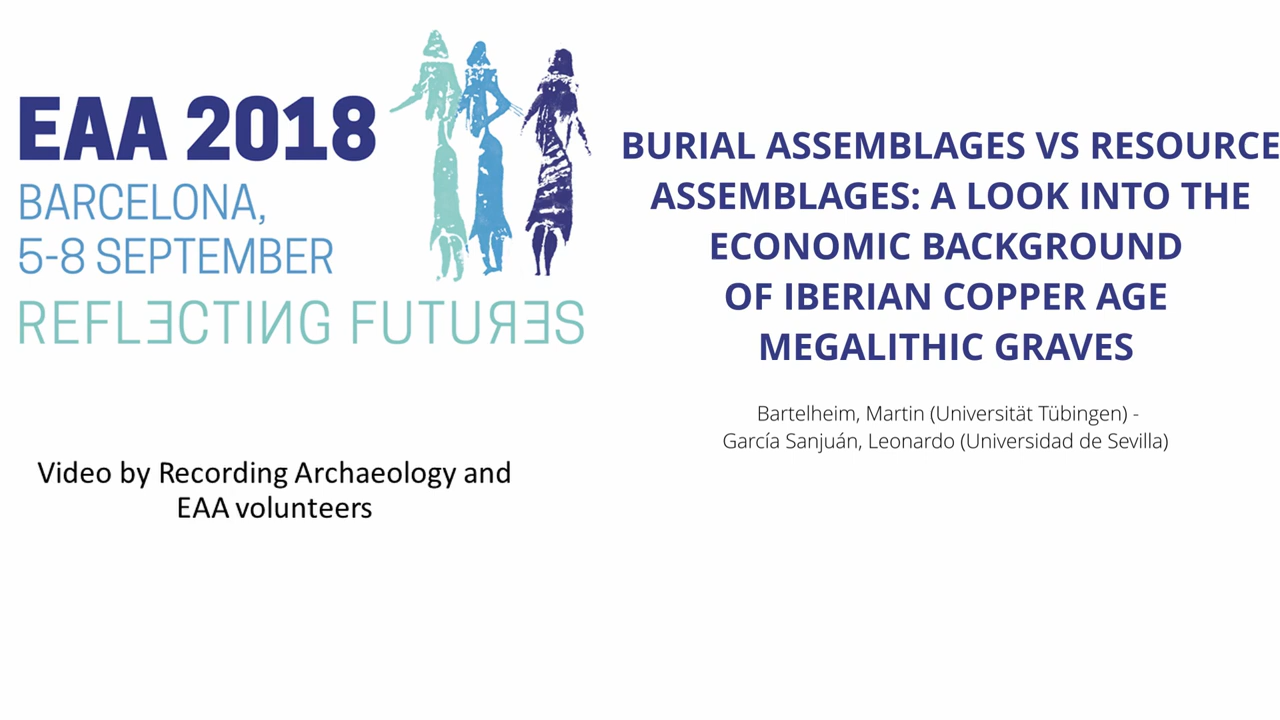 EAA 2018
BARCELONA,
5-8 SEPTEMBER
REFLECTING FUTURES
BURIAL ASSEMBLAGES VS RESOURCE
ASSEMBLAGES: A LOOK INTO THE
ECONOMIC BACKGROUND
OF IBERIAN COPPER AGE
MEGALITHIC GRAVES
Bartelheim, Martin (Universität Tübingen) -
García Sanjuán, Leonardo (Universidad de Sevilla)
Video by Recording Archaeology and
EAA volunteers